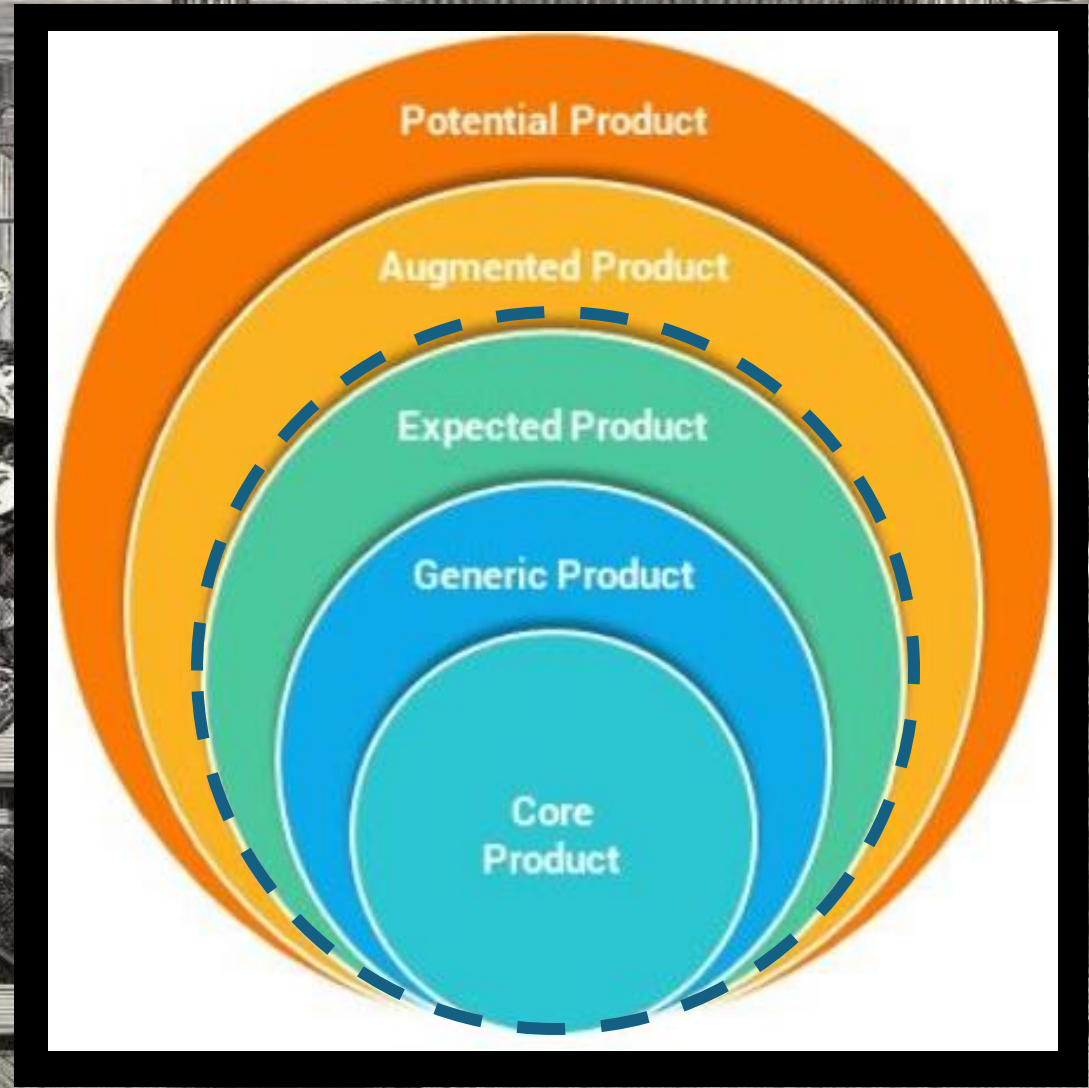 Potential Product
Augmented Product
Expected Product
Generic Product
Core
Product